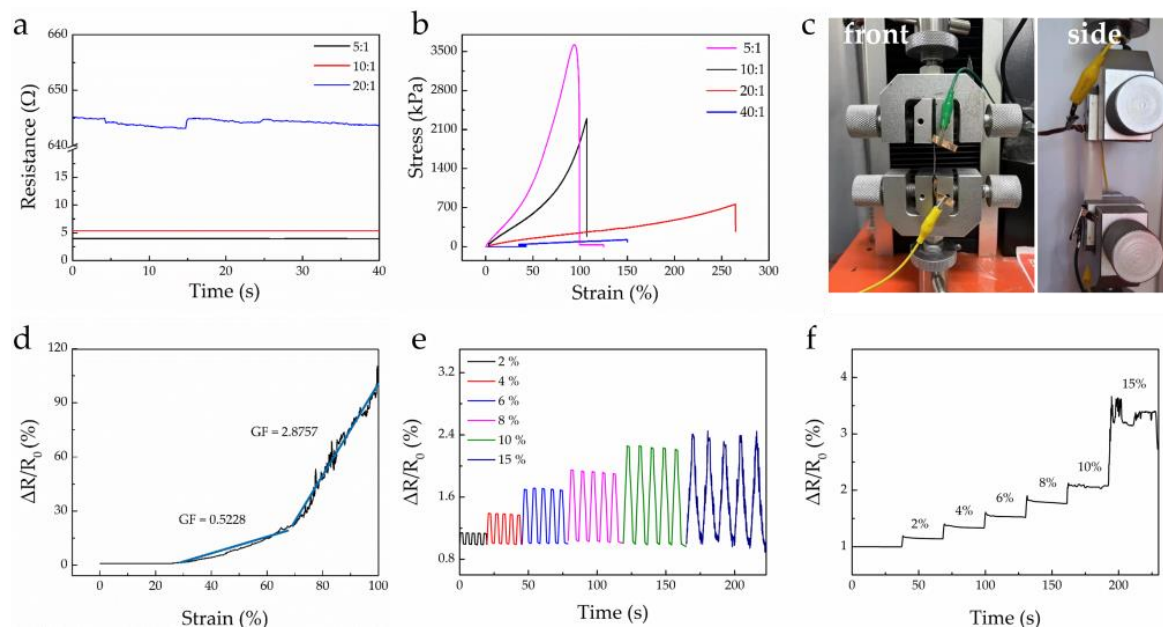 a
660
650
640
15
10
5
0
Resistance (Ω)
0 10 20 30 40
Time (s)
5:1
10:1
20:1
b
3500
2800
2100
1400
700
0
Stress (kPa)
0 50 100 150 200 250 300
Strain (%)
5:1
10:1
20:1
40:1
c
front
side
d
120
90
60
30
0
ΔR/R0 (%)
GF = 2.8757
GF = 0.5228
0 20 40 60 80 100
Strain (%)
e
3.2
2.4
1.6
0.8
ΔR/R0 (%)
2 %
4 %
6 %
8 %
10 %
15 %
0 50 100 150 200
Time (s)
f
4
3
2
1
ΔR/R0 (%)
2%
4%
6%
8%
10%
15%
0 50 100 150 200
Time (s)